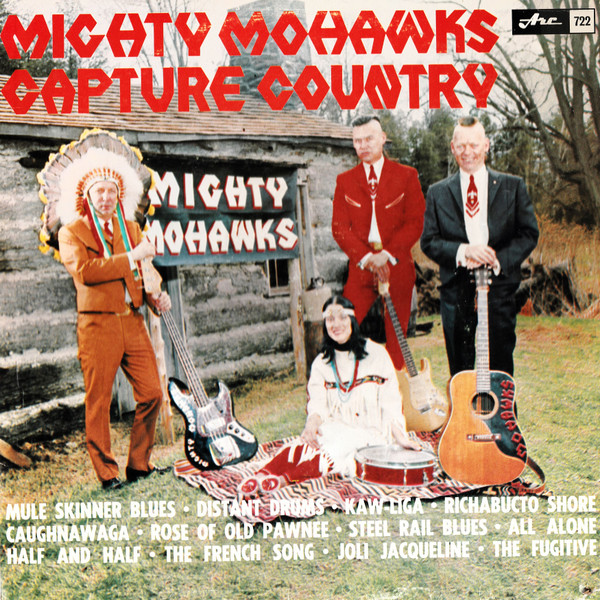 MIGHTY MOHAWKS
CAPTURE COUNTRY
Arc 722
MIGHTY
MOHAWKS
MULE SKINNER BLUES • DISTANT DRUMS • KAW-LIGA • RICHABUCTO SHORE
CAUGHNAWAGA • ROSE OF OLD PAWNEE • STEEL RAIL BLUES • ALL ALONE
HALF AND HALF • THE FRENCH SONG • JOLI JACQUELINE • THE FUGITIVE